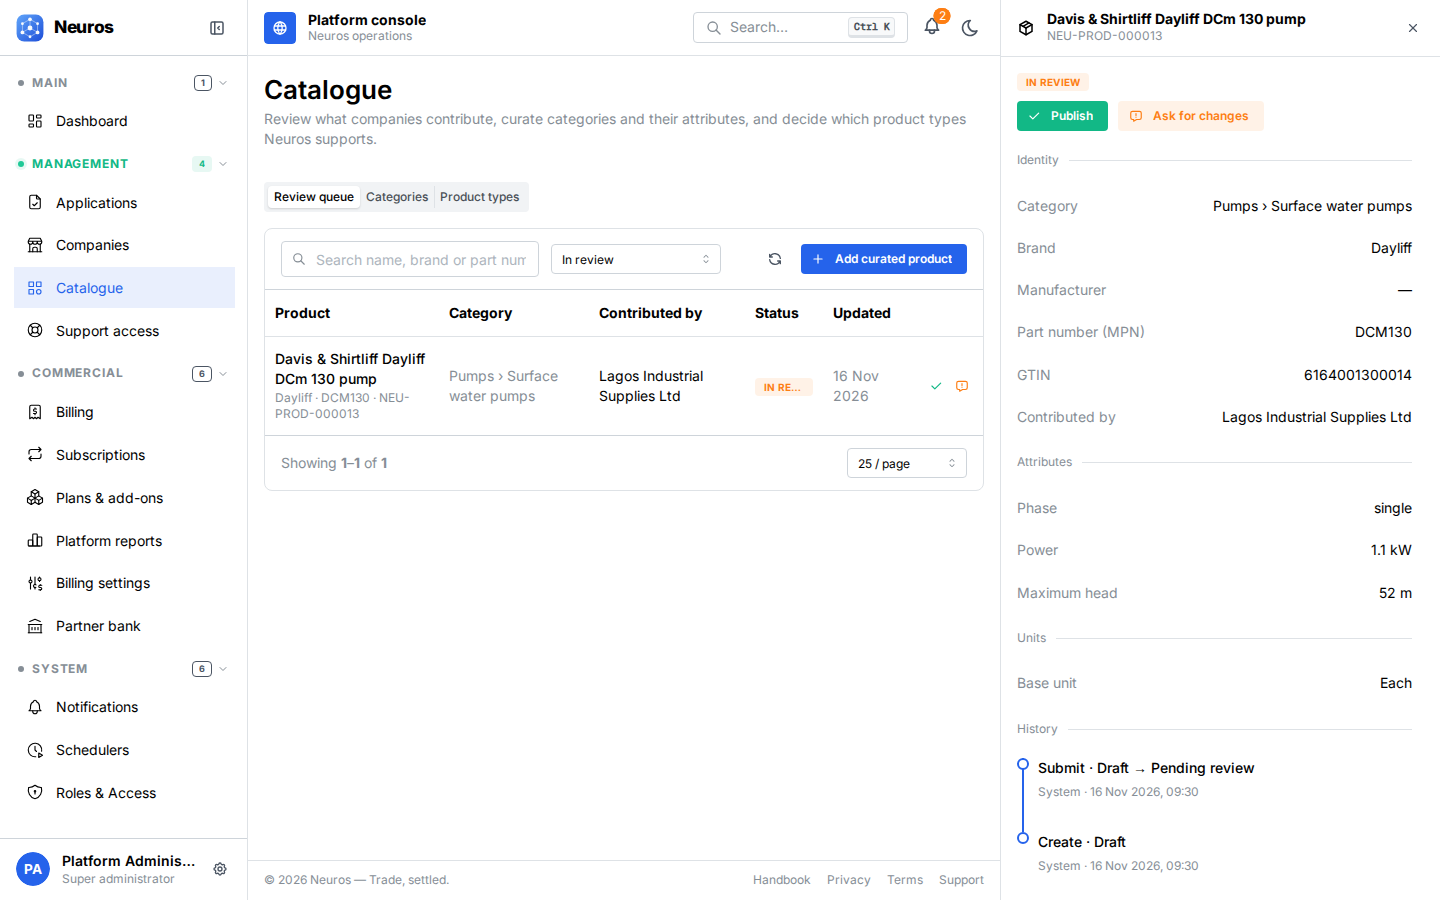 Neuros
MAIN
1
Dashboard
MANAGEMENT
4
Applications
Companies
Catalogue
Support access
COMMERCIAL
6
Billing
Subscriptions
Plans & add-ons
Platform reports
Billing settings
Partner bank
SYSTEM
6
Notifications
Schedulers
Roles & Access
PA
Platform Adminis...
Super administrator
Platform console
Neuros operations
Search...
Ctrl K
2
Catalogue
Review what companies contribute, curate categories and their attributes, and decide which product types
Neuros supports.
Review queue
Categories
Product types
Search name, brand or part num
In review
Add curated product
Product
Category
Contributed by
Status
Updated
Davis & Shirtliff Dayliff
DCm 130 pump
Dayliff · DCM130 · NEU-
PROD-000013
Pumps › Surface
water pumps
Lagos Industrial
Supplies Ltd
IN RE...
16 Nov
2026
Showing 1–1 of 1
25 / page
© 2026 Neuros — Trade, settled.
Handbook
Privacy
Terms
Support
Davis & Shirtliff Dayliff DCm 130 pump
NEU-PROD-000013
IN REVIEW
Publish
Ask for changes
Identity
Category
Pumps › Surface water pumps
Brand
Dayliff
Manufacturer
—
Part number (MPN)
DCM130
GTIN
6164001300014
Contributed by
Lagos Industrial Supplies Ltd
Attributes
Phase
single
Power
1.1 kW
Maximum head
52 m
Units
Base unit
Each
History
Submit · Draft → Pending review
System · 16 Nov 2026, 09:30
Create · Draft
System · 16 Nov 2026, 09:30